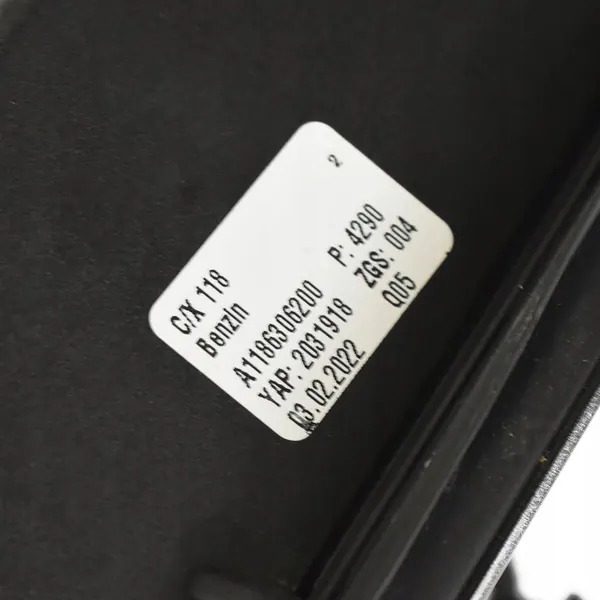 2
C/X 118
Benzin
A1186306200 P: 4290
YAP: 2031918 ZGS: 004
03.02.2022 Q05